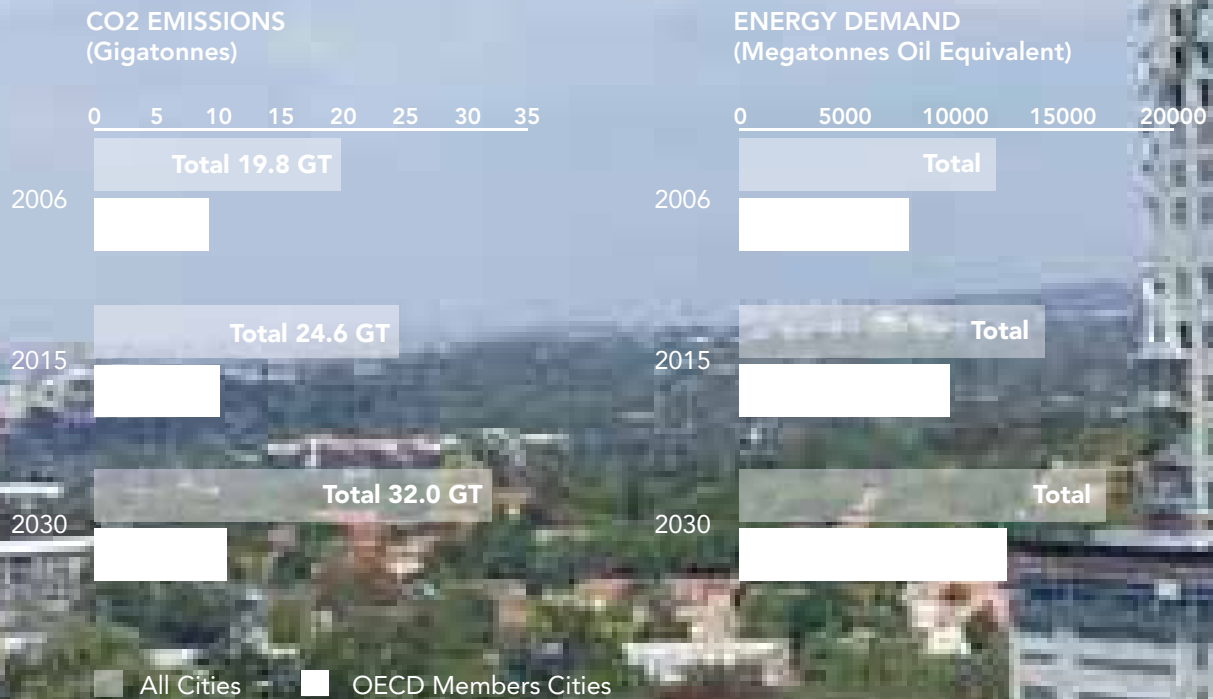 CO2 EMISSIONS
(Gigatonnes)
0 5 10 15 20 25 30 35
Total 19.8 GT
2006
Total 24.6 GT
2015
Total 32.0 GT
2030
ENERGY DEMAND
(Megatonnes Oil Equivalent)
0 5000 10000 15000 20000
Total
2006
Total
2015
Total
2030
All Cities
OECD Members Cities